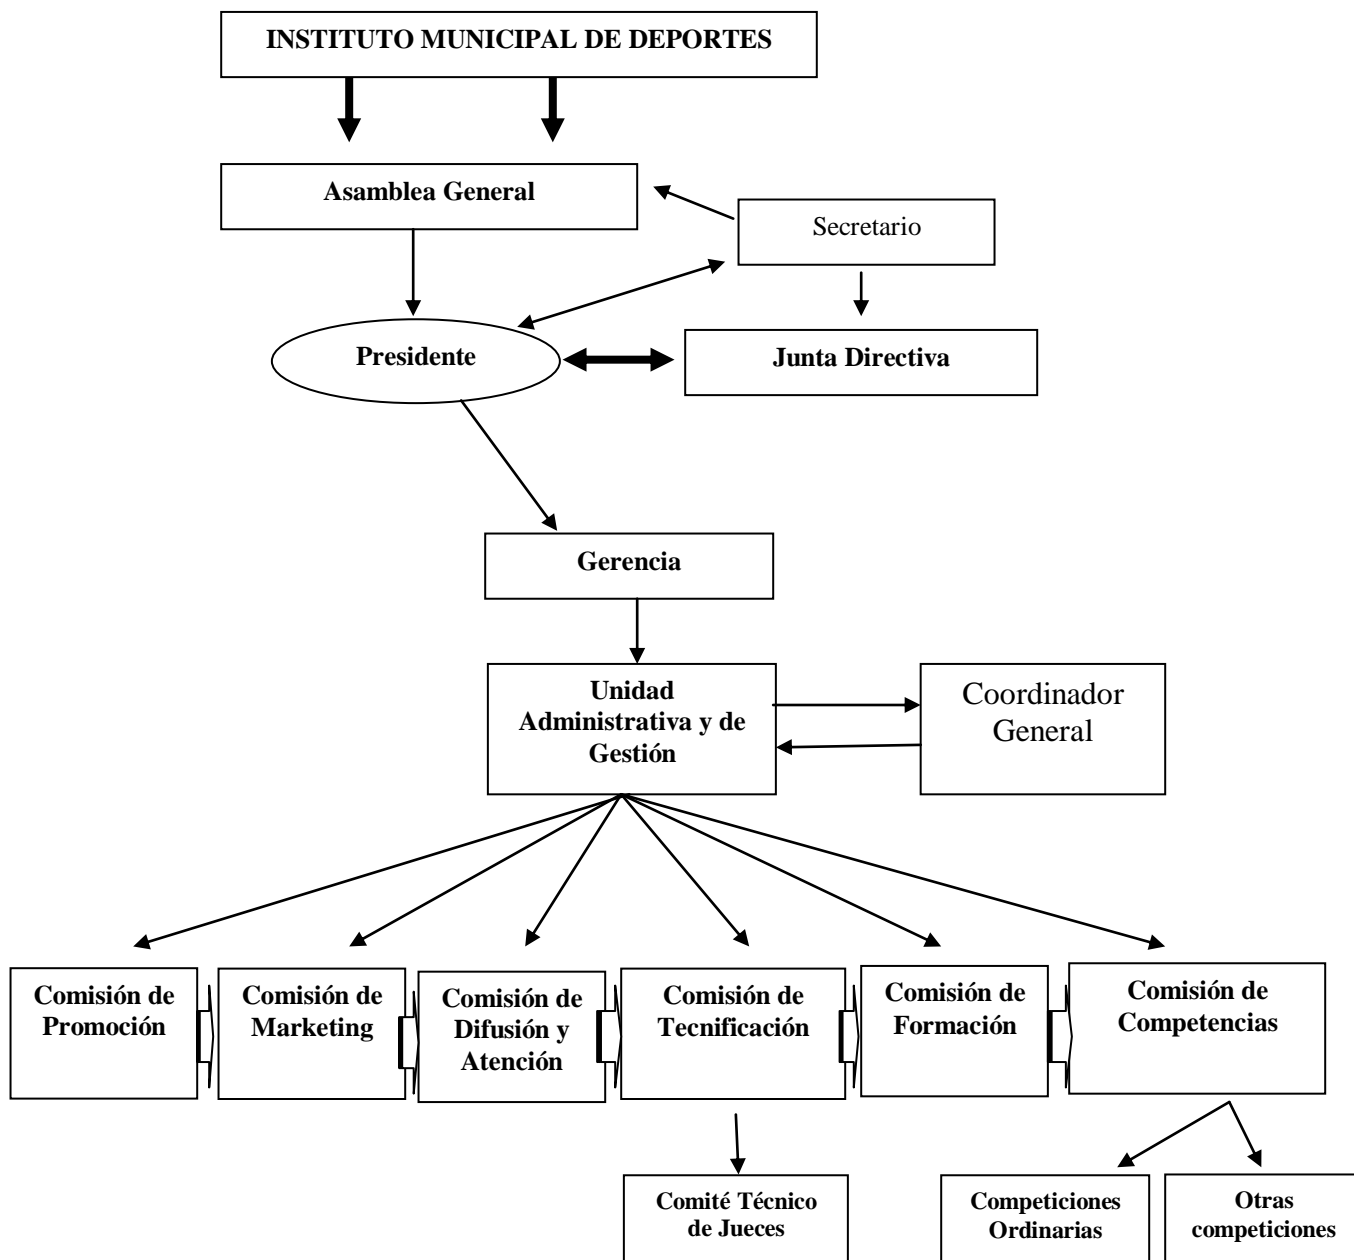 INSTITUTO MUNICIPAL DE DEPORTES
Asamblea General
Secretario
Presidente
Junta Directiva
Gerencia
Unidad
Administrativa y de
Gestión
Coordinador
General
Comisión de
Promoción
Comisión de
Marketing
Comisión de
Difusión y
Atención
Comisión de
Tecnificación
Comisión de
Formación
Comisión de
Competencias
Comité Técnico
de Jueces
Competiciones
Ordinarias
Otras
competiciones